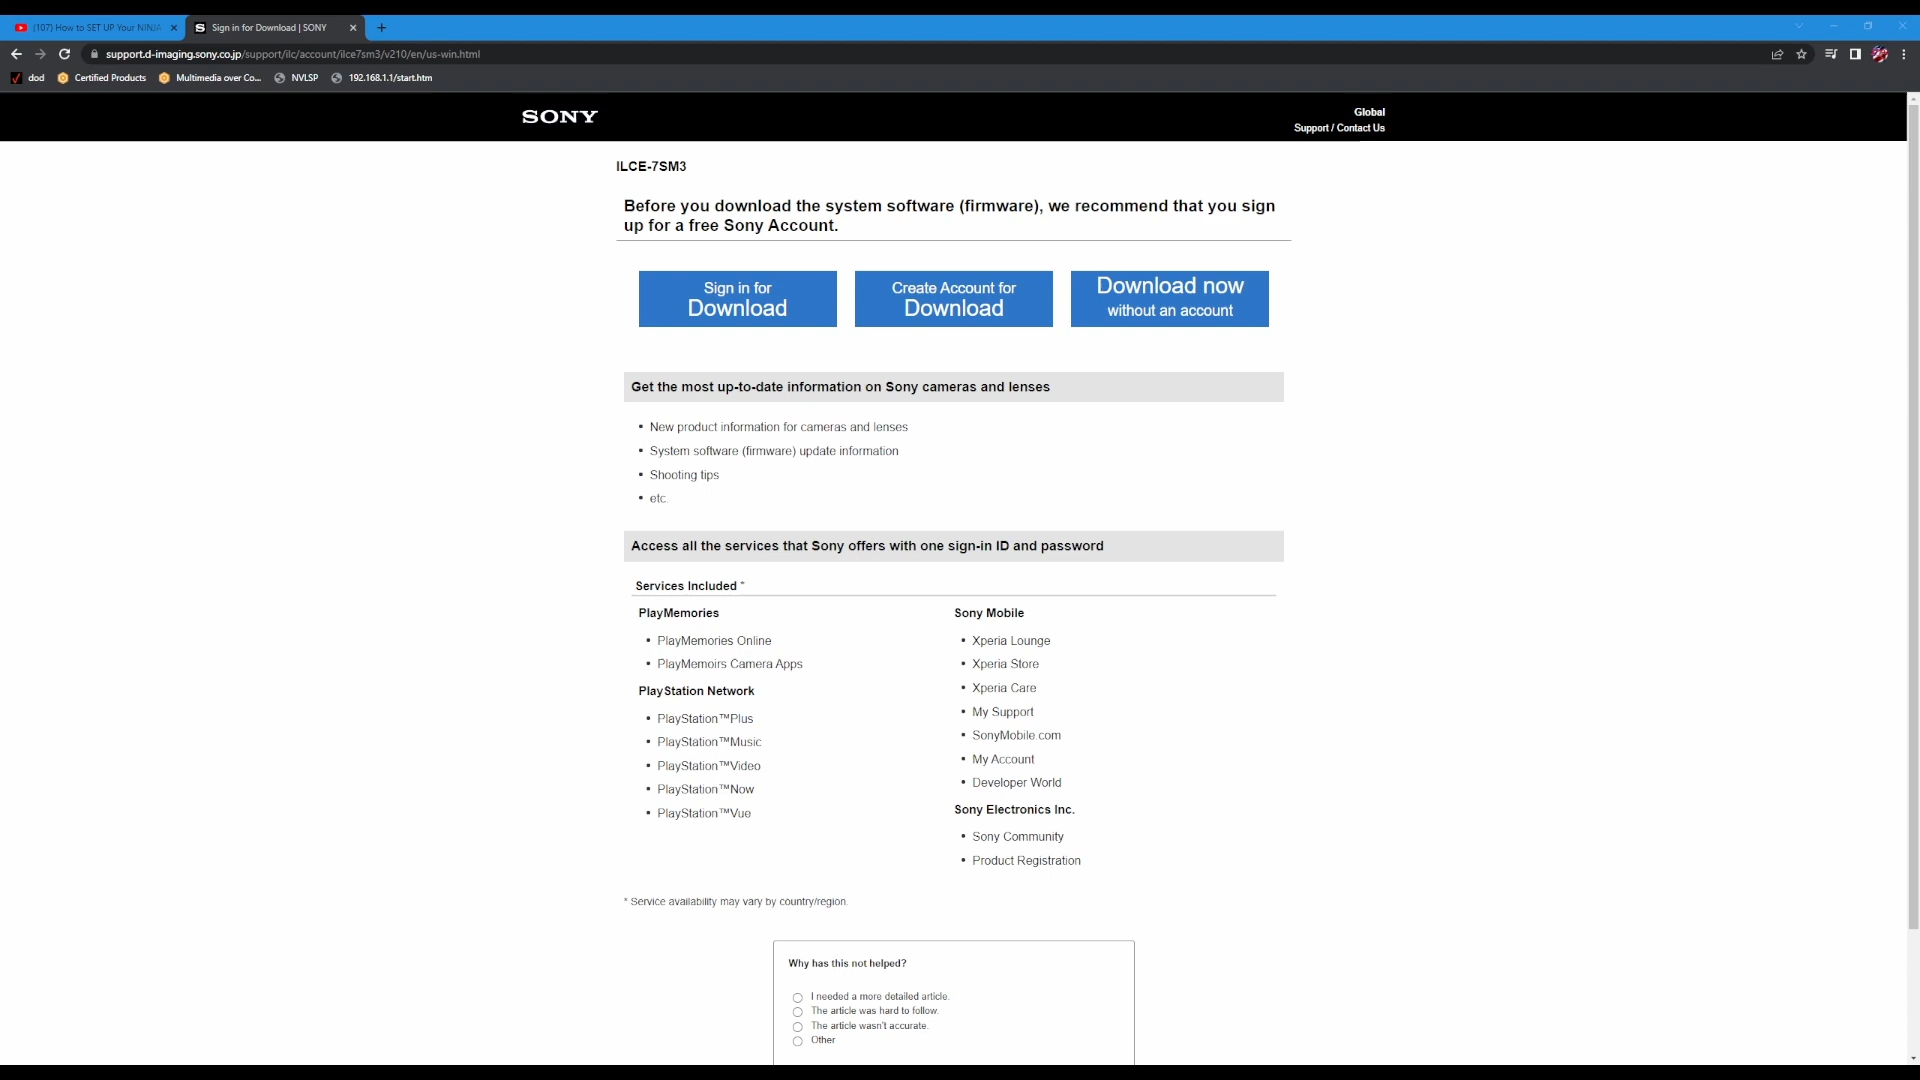 (107) How to SET UP Your NINJA
Sign in for Download | SONY
support.d-imaging.sony.co.jp/support/ilc/account/ilce7sm3/v210/en/us-win.html
dod
Certified Products
Multimedia over Co...
NVLSP
192.168.1.1/start.htm
SONY
Global
Support / Contact Us
ILCE-7SM3
Before you download the system software (firmware), we recommend that you sign
up for a free Sony Account.
Sign in for
Download
Create Account for
Download
Download now
without an account
Get the most up-to-date information on Sony cameras and lenses
• New product information for cameras and lenses
• System software (firmware) update information
• Shooting tips
• etc.
Access all the services that Sony offers with one sign-in ID and password
Services Included *
PlayMemories
• PlayMemories Online
• PlayMemoirs Camera Apps
PlayStation Network
• PlayStation™Plus
• PlayStation™Music
• PlayStation™Video
• PlayStation™Now
• PlayStation™Vue
Sony Mobile
• Xperia Lounge
• Xperia Store
• Xperia Care
• My Support
• SonyMobile.com
• My Account
• Developer World
Sony Electronics Inc.
• Sony Community
• Product Registration
* Service availability may vary by country/region.
Why has this not helped?
I needed a more detailed article.
The article was hard to follow.
The article wasn't accurate.
Other